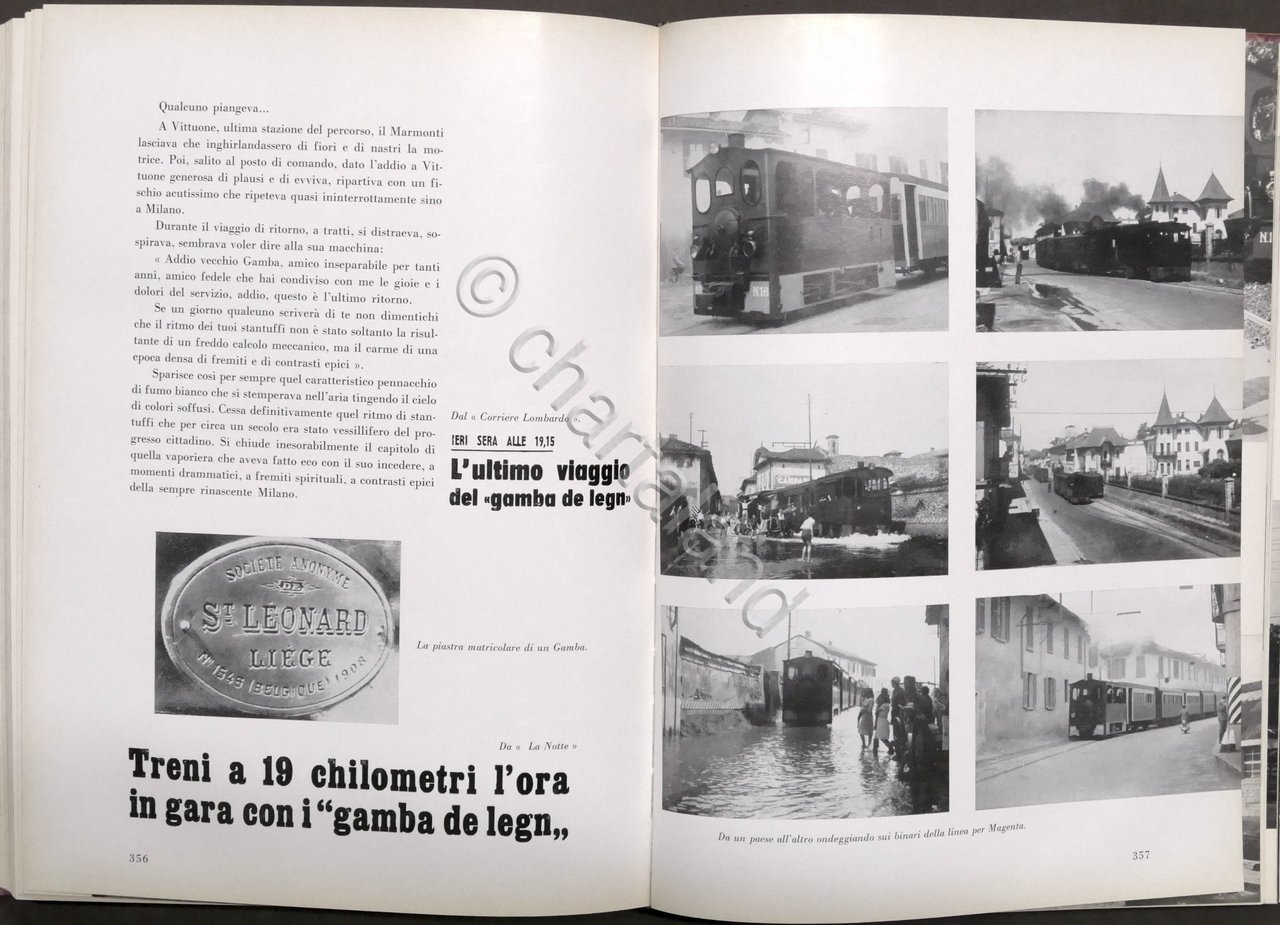 Qualcuno piangeva...
A Vittuone, ultima stazione del percorso, il Marmonti
lasciava che inghirlandassero di fiori e di nastri la mo-
trice. Poi, salito al posto di comando, dato l'addio a Vit-
tuone generosa di plausi e di evviva, ripartiva con un fi-
schio acutissimo che ripeteva quasi ininterrottamente sino
a Milano.
Durante il viaggio di ritorno, a tratti, si distraeva, so-
spirava, sembrava voler dire alla sua macchina:
« Addio vecchio Gamba, amico inseparabile per tanti
anni, amico fedele che hai condiviso con me le gioie e i
dolori del servizio, addio, questo è l'ultimo ritorno.
Se un giorno qualcuno scriverà di te non dimentichi
che il ritmo dei tuoi stantuffi non è stato soltanto la risul-
tante di un freddo calcolo meccanico, ma il carme di una
epoca densa di fremiti e di contrasti epici ».
Sparisce così per sempre quel caratteristico pennacchio
di fumo bianco che si stemperava nell'aria tingendo il cielo
di colori soffusi. Cessa definitivamente quel ritmo di stan-
tuffi che per circa un secolo era stato vessillifero del pro-
gresso cittadino. Si chiude inesorabilmente il capitolo di
quella vaporiera che aveva fatto eco con il suo incedere, a
momenti drammatici, a fremiti spirituali, a contrasti epici
della sempre rinascente Milano.
Dal « Corriere Lombardo ».
IERI SERA ALLE 19,15
L'ultimo viaggio
del «gamba de legn»
SOCIÉTÉ ANONYME
DE
ST LÉONARD
LIÉGE
No 1546 (BELGIQUE) 1908
La piastra matricolare di un Gamba.
Da « La Notte »
Treni a 19 chilometri l'ora
in gara con i "gamba de legn„
356
N16
N.1
CAMPARI
Da un paese all'altro ondeggiando sui binari della linea per Magenta.
357
© chartaland